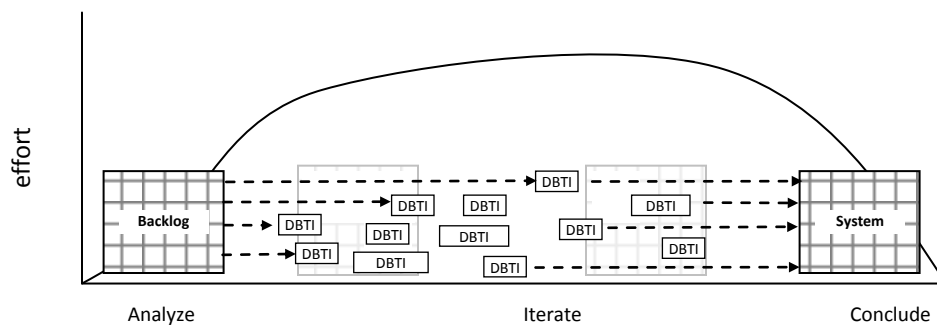 effort
DBTI
DBTI
DBTI
DBTI
Backlog
DBTI
DBTI
DBTI
DBTI
System
DBTI
DBTI
DBTI
DBTI
Analyze
Iterate
Conclude